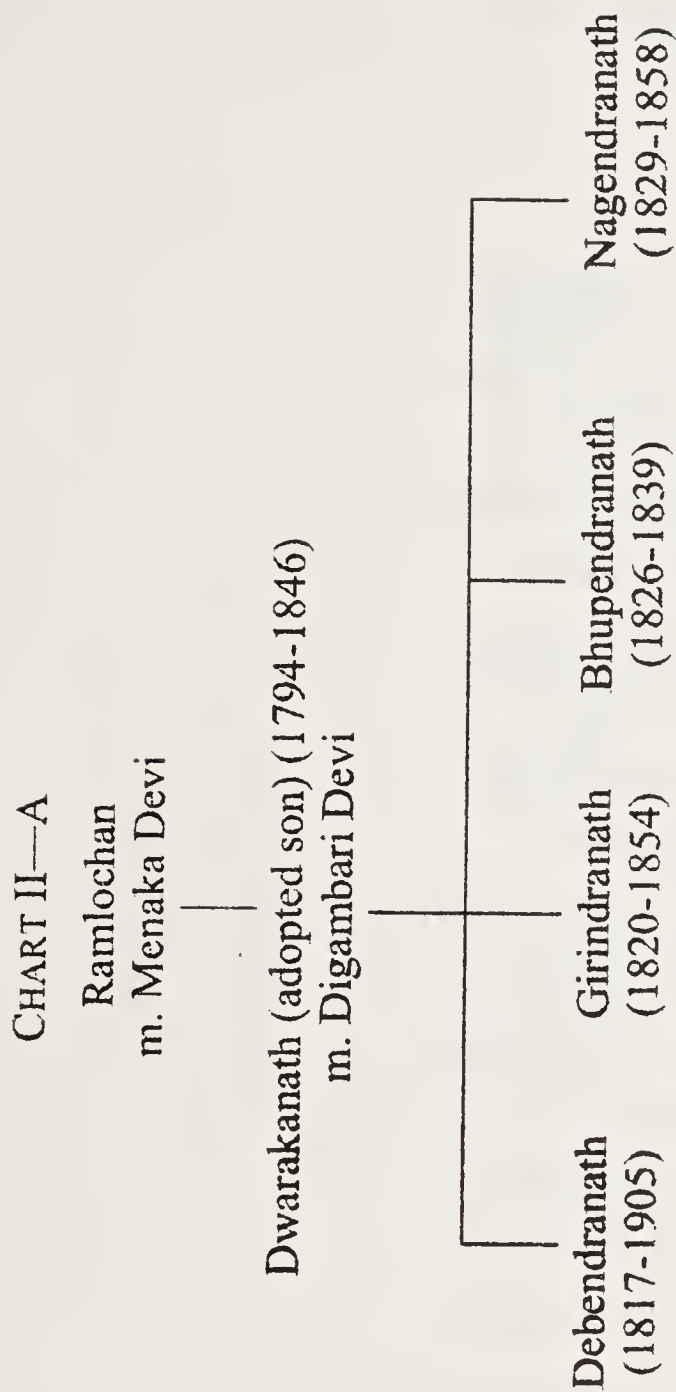 CHART II—A
Ramlochan
m. Menaka Devi
Dwarakanath (adopted son) (1794-1846)
m. Digambari Devi
Debendranath
(1817-1905)
Girindranath
(1820-1854)
Bhupendranath
(1826-1839)
Nagendranath
(1829-1858)